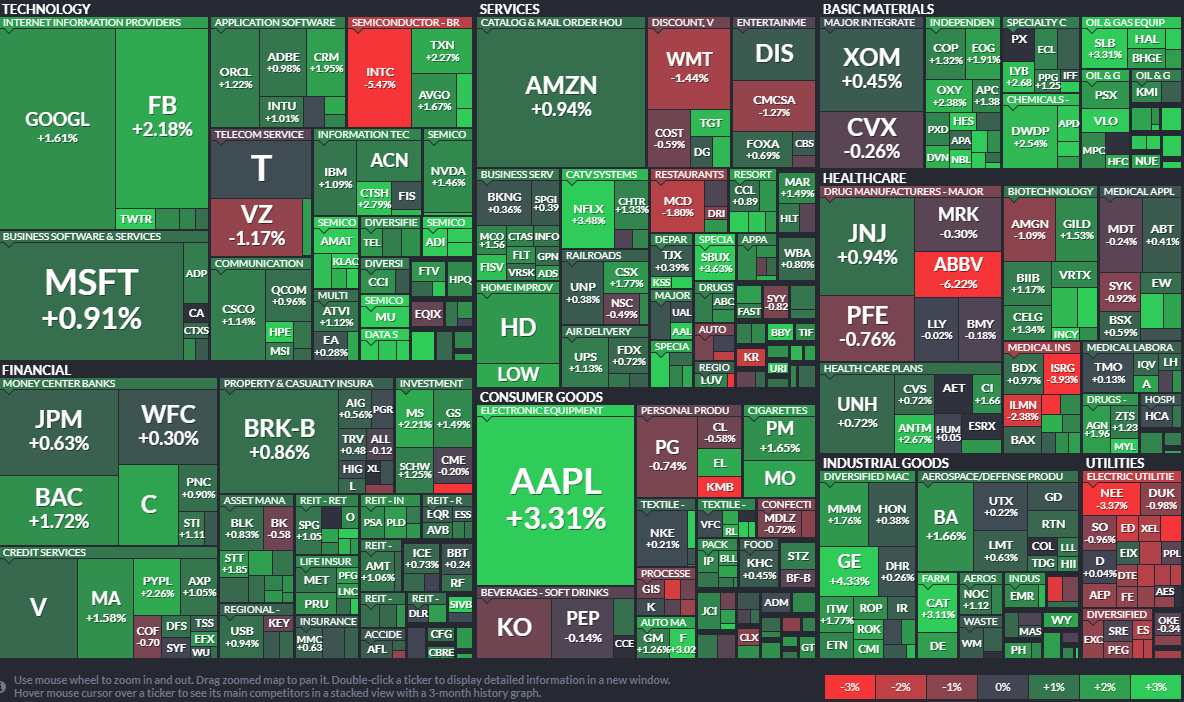 TECHNOLOGY
INTERNET INFORMATION PROVIDERS
GOOGL
+1.61%
FB
+2.18%
TWTR
APPLICATION SOFTWARE
ORCL
+1.22%
ADBE
+0.98%
CRM
+1.95%
INTU
+1.01%
SEMICONDUCTOR - BR
INTC
-5.47%
TXN
+2.27%
AVGO
+1.67%
TELECOM SERVICE
T
VZ
-1.17%
INFORMATION TEC
IBM
+1.09%
ACN
CTSH
+2.79%
FIS
SEMICO
NVDA
+1.46%
BUSINESS SOFTWARE & SERVICES
MSFT
+0.91%
ADP
CA
CTXS
COMMUNICATION
CSCO
+1.14%
QCOM
+0.96%
HPE
MSI
SEMICO
AMAT
KLAC
DIVERSIFIE
TEL
SEMICO
ADI
MULTI
ATVI
+1.12%
EA
+0.28%
DIVERSI
CCI
SEMICO
MU
DATA S
FTV
HPQ
EQIX
FINANCIAL
MONEY CENTER BANKS
JPM
+0.63%
WFC
+0.30%
BAC
+1.72%
C
PNC
+0.90%
STI
+1.11
CREDIT SERVICES
V
MA
+1.58%
PYPL
+2.26%
AXP
+1.05%
COF
-0.70
DFS
TSS
SYF
EFX
WU
PROPERTY & CASUALTY INSURA
BRK-B
+0.86%
AIG
+0.56%
PGR
TRV
+0.48
ALL
-0.12
HIG
XL
L
INVESTMENT
MS
+2.21%
GS
+1.49%
SCHW
+1.25%
CME
-0.20%
ASSET MANA
BLK
+0.83%
BK
-0.58
STT
+1.85
REIT - RET
SPG
+1.05
O
REIT - IN
PSA
PLD
REIT - R
EQR
ESS
AVB
LIFE INSUR
MET
PFG
LNC
PRU
REIT -
AMT
+1.06%
ICE
+0.73%
BBT
+0.24
RF
REGIONAL -
USB
+0.94%
KEY
INSURANCE
MMC
+0.63
REIT -
REIT -
DLR
SIVB
ACCIDE
AFL
CFG
CBRE
SERVICES
CATALOG & MAIL ORDER HOU
AMZN
+0.94%
DISCOUNT, V
WMT
-1.44%
COST
-0.59%
TGT
DG
ENTERTAINME
DIS
CMCSA
-1.27%
FOXA
+0.69%
CBS
BUSINESS SERV
BKNG
+0.36%
SPGI
+0.39
MCO
+1.56
CTAS
INFO
FISV
FLT
GPN
VRSK
ADS
CATV SYSTEMS
NFLX
+3.48%
CHTR
+1.33%
RESTAURANTS
MCD
-1.80%
DRI
RESORT
CCL
+0.89
MAR
+1.49%
HLT
RAILROADS
UNP
+0.38%
CSX
+1.77%
NSC
-0.49%
DEPAR
TJX
+0.39%
KSS
SPECIA
SBUX
+3.63%
APPA
WBA
+0.80%
HOME IMPROV
HD
LOW
AIR DELIVERY
UPS
+1.13%
FDX
+0.72%
MAJOR
UAL
AAL
SPECIA
DRUGS
ABC
FAST
SYY
-0.82
AUTO
BBY
TIF
KR
REGIO
LUV
URI
CONSUMER GOODS
ELECTRONIC EQUIPMENT
AAPL
+3.31%
PERSONAL PRODU
PG
-0.74%
CL
-0.58%
EL
KMB
CIGARETTES
PM
+1.65%
MO
TEXTILE -
NKE
+0.21%
TEXTILE -
VFC
RL
CONFECTI
MDLZ
-0.72%
PACK
IP
BLL
FOOD
KHC
+0.45%
STZ
BF-B
BEVERAGES - SOFT DRINKS
KO
PEP
-0.14%
CCE
PROCESSE
GIS
K
JCI
ADM
AUTO MA
GM
+1.26%
F
+3.02
CLX
GT
BASIC MATERIALS
MAJOR INTEGRATE
XOM
+0.45%
CVX
-0.26%
INDEPENDEN
COP
+1.32%
EOG
+1.91%
OXY
+2.38%
APC
+1.38
PXD
HES
APA
DVN
NBL
SPECIALTY C
PX
ECL
LYB
+2.68
PPG
+1.25
IFF
CHEMICALS -
DWDP
+2.54%
APD
OIL & GAS EQUIP
SLB
+3.31%
HAL
BHGE
OIL & G
PSX
VLO
MPC
HFC
OIL & G
KMI
NUE
HEALTHCARE
DRUG MANUFACTURERS - MAJOR
JNJ
+0.94%
MRK
-0.30%
ABBV
-6.22%
PFE
-0.76%
LLY
-0.02%
BMY
-0.18%
BIOTECHNOLOGY
AMGN
-1.09%
GILD
+1.53%
BIIB
+1.17%
VRTX
CELG
+1.34%
INCY
MEDICAL APPL
MDT
-0.24%
ABT
+0.41%
SYK
-0.92%
EW
BSX
+0.59%
HEALTH CARE PLANS
UNH
+0.72%
CVS
+0.72%
AET
CI
+1.66
ANTM
+2.67%
HUM
+0.05
ESRX
MEDICAL INS
BDX
+0.97%
ISRG
-3.93%
ILMN
-2.38%
BAX
MEDICAL LABORA
TMO
+0.13%
IQV
LH
A
DRUGS -
AGN
+1.96
ZTS
+1.23
MYL
HOSPI
HCA
INDUSTRIAL GOODS
DIVERSIFIED MAC
MMM
+1.76%
HON
+0.38%
GE
+4.33%
DHR
+0.26%
ITW
+1.77%
ROP
IR
ROK
ETN
CMI
AEROSPACE/DEFENSE PRODU
BA
+1.66%
UTX
+0.22%
GD
RTN
LMT
+0.63%
COL
LLL
TDG
HII
FARM
CAT
+3.11%
DE
AEROS
NOC
+1.12
INDUS
EMR
WASTE
WM
MAS
WY
PH
UTILITIES
ELECTRIC UTILITIE
NEE
-3.37%
DUK
-0.98%
SO
-0.96%
ED
XEL
D
+0.04%
EIX
PPL
DTE
AEP
FE
AES
DIVERSIFIED
EXC
SRE
ES
PEG
OKE
-0.34
Use mouse wheel to zoom in and out. Drag zoomed map to pan it. Double-click a ticker to display detailed information in a new window.
Hover mouse cursor over a ticker to see its main competitors in a stacked view with a 3-month history graph.
-3%
-2%
-1%
0%
+1%
+2%
+3%